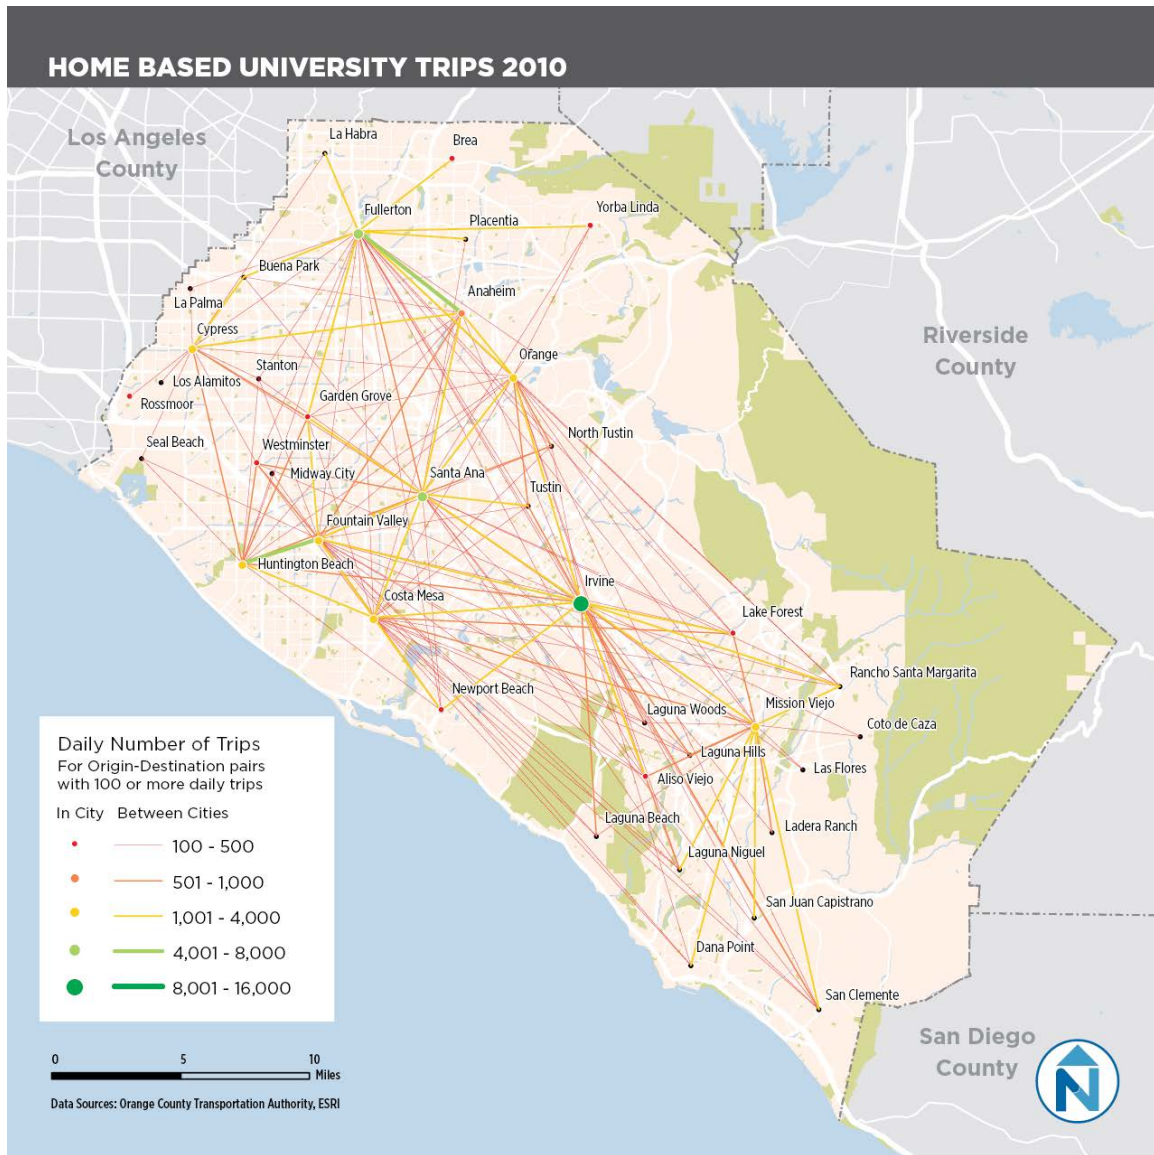 HOME BASED UNIVERSITY TRIPS 2010
Los Angeles
County
La Habra
Brea
Fullerton
Placentia
Yorba Linda
Buena Park
Anaheim
La Palma
Cypress
Riverside
County
Orange
Stanton
Los Alamitos
Garden Grove
Rossmoor
Seal Beach
Westminster
North Tustin
Midway City
Santa Ana
Tustin
Fountain Valley
Huntington Beach
Irvine
Costa Mesa
Lake Forest
Rancho Santa Margarita
Newport Beach
Laguna Woods
Mission Viejo
Coto de Caza
Laguna Hills
Las Flores
Aliso Viejo
Laguna Beach
Ladera Ranch
Laguna Niguel
San Juan Capistrano
Dana Point
San Clemente
San Diego
County
N
Daily Number of Trips
For Origin-Destination pairs
with 100 or more daily trips
In City Between Cities
100 - 500
501 - 1,000
1,001 - 4,000
4,001 - 8,000
8,001 - 16,000
0 5 10
Miles
Data Sources: Orange County Transportation Authority, ESRI